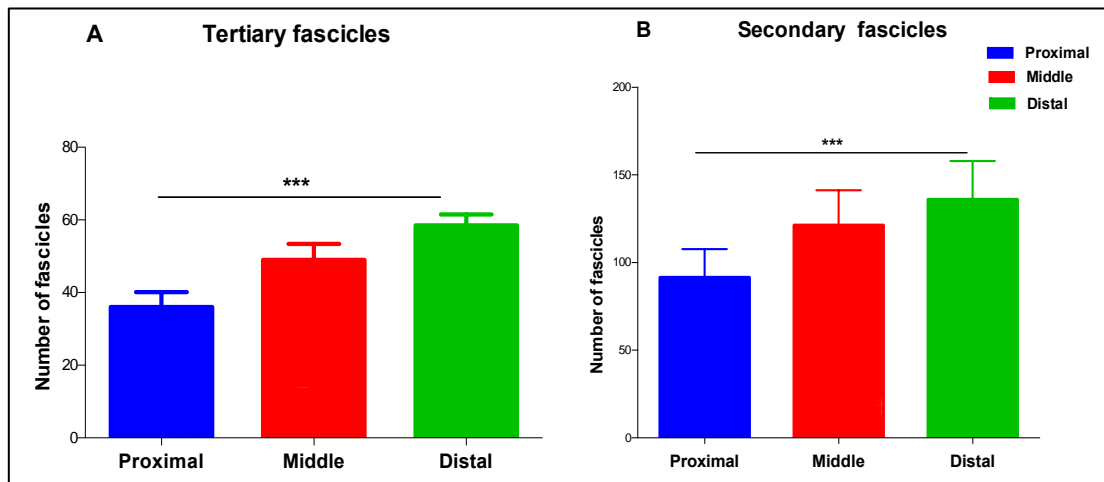 A Tertiary fascicles
Number of fascicles
80
60
40
20
0
***
Proximal Middle Distal
B Secondary fascicles
Proximal
Middle
Distal
Number of fascicles
200
150
100
50
0
***
Proximal Middle Distal